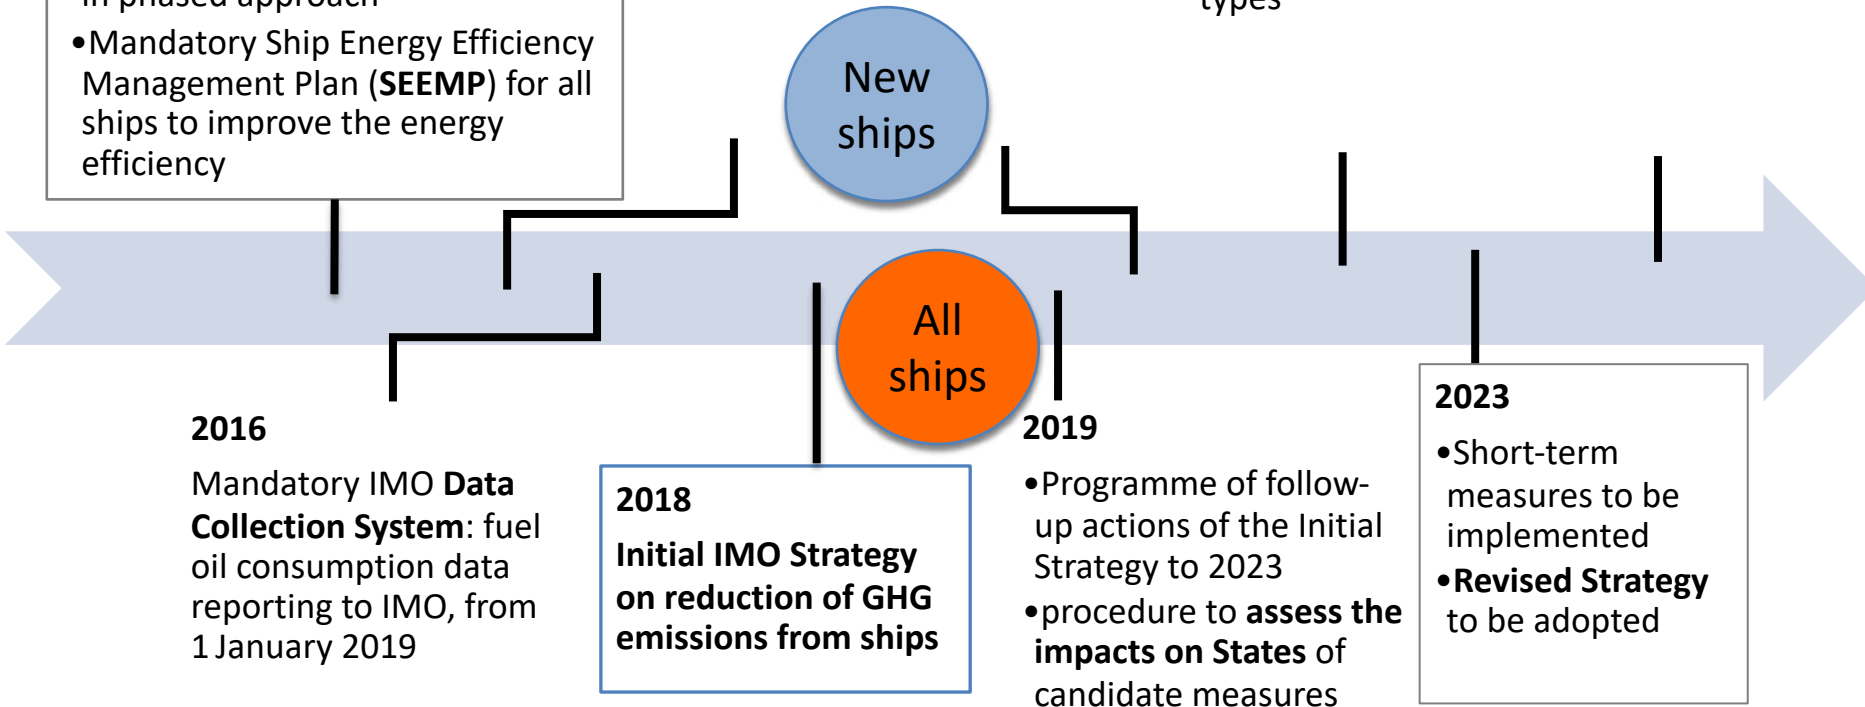 in phased approach
•Mandatory Ship Energy Efficiency
Management Plan (SEEMP) for all
ships to improve the energy
efficiency
types
New
ships
All
ships
2016
Mandatory IMO Data
Collection System: fuel
oil consumption data
reporting to IMO, from
1 January 2019
2018
Initial IMO Strategy
on reduction of GHG
emissions from ships
2019
•Programme of follow-
up actions of the Initial
Strategy to 2023
•procedure to assess the
impacts on States of
candidate measures
2023
•Short-term
measures to be
implemented
•Revised Strategy
to be adopted